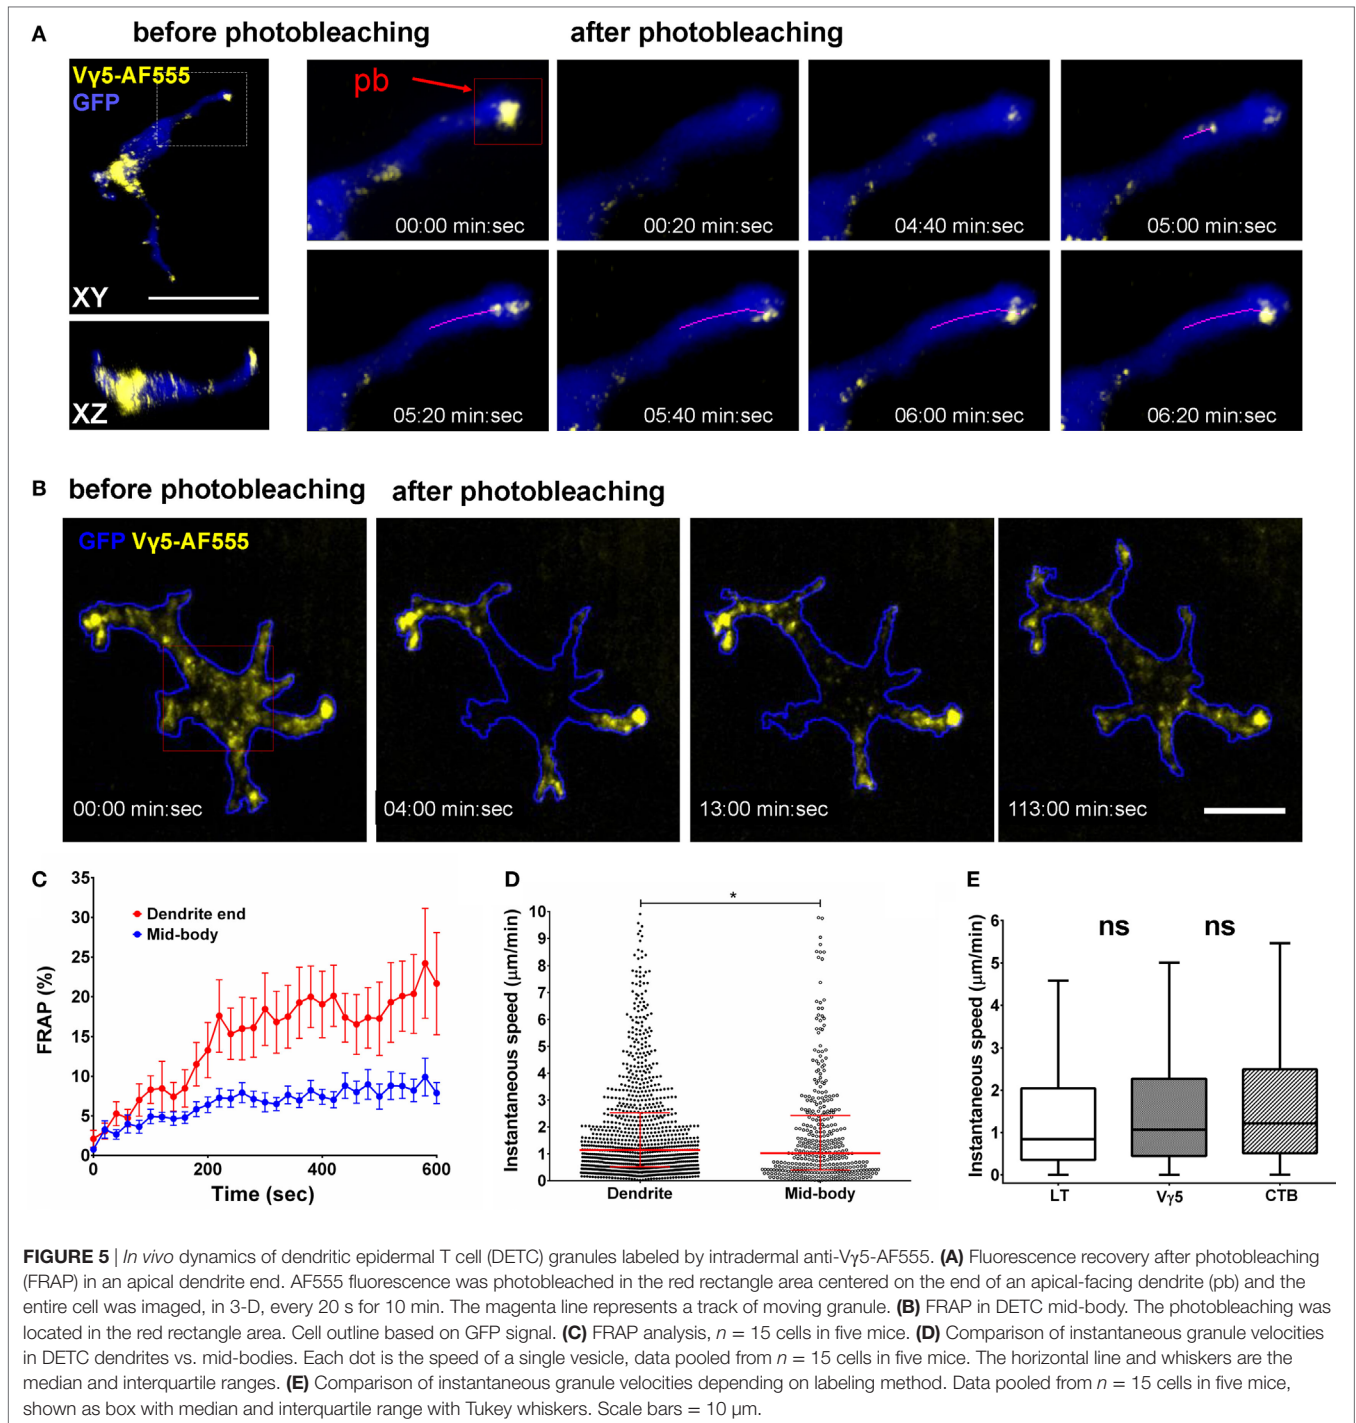 A
before photobleaching
after photobleaching
Vγ5-AF555
GFP
XY
XZ
pb
00:00 min:sec
00:20 min:sec
04:40 min:sec
05:00 min:sec
05:20 min:sec
05:40 min:sec
06:00 min:sec
06:20 min:sec
B
before photobleaching
after photobleaching
GFP Vγ5-AF555
00:00 min:sec
04:00 min:sec
13:00 min:sec
113:00 min:sec
C
35
30
25
20
15
10
5
0
FRAP (%)
Dendrite end
Mid-body
0
200
400
600
Time (sec)
D
*
10
9
8
7
6
5
4
3
2
1
0
Instantaneous speed (μm/min)
Dendrite
Mid-body
E
ns
ns
6
5
4
3
2
1
0
Instantaneous speed (μm/min)
LT
Vγ5
CTB
FIGURE 5 | In vivo dynamics of dendritic epidermal T cell (DETC) granules labeled by intradermal anti-Vγ5-AF555. (A) Fluorescence recovery after photobleaching
(FRAP) in an apical dendrite end. AF555 fluorescence was photobleached in the red rectangle area centered on the end of an apical-facing dendrite (pb) and the
entire cell was imaged, in 3-D, every 20 s for 10 min. The magenta line represents a track of moving granule. (B) FRAP in DETC mid-body. The photobleaching was
located in the red rectangle area. Cell outline based on GFP signal. (C) FRAP analysis, n = 15 cells in five mice. (D) Comparison of instantaneous granule velocities
in DETC dendrites vs. mid-bodies. Each dot is the speed of a single vesicle, data pooled from n = 15 cells in five mice. The horizontal line and whiskers are the
median and interquartile ranges. (E) Comparison of instantaneous granule velocities depending on labeling method. Data pooled from n = 15 cells in five mice,
shown as box with median and interquartile range with Tukey whiskers. Scale bars = 10 μm.